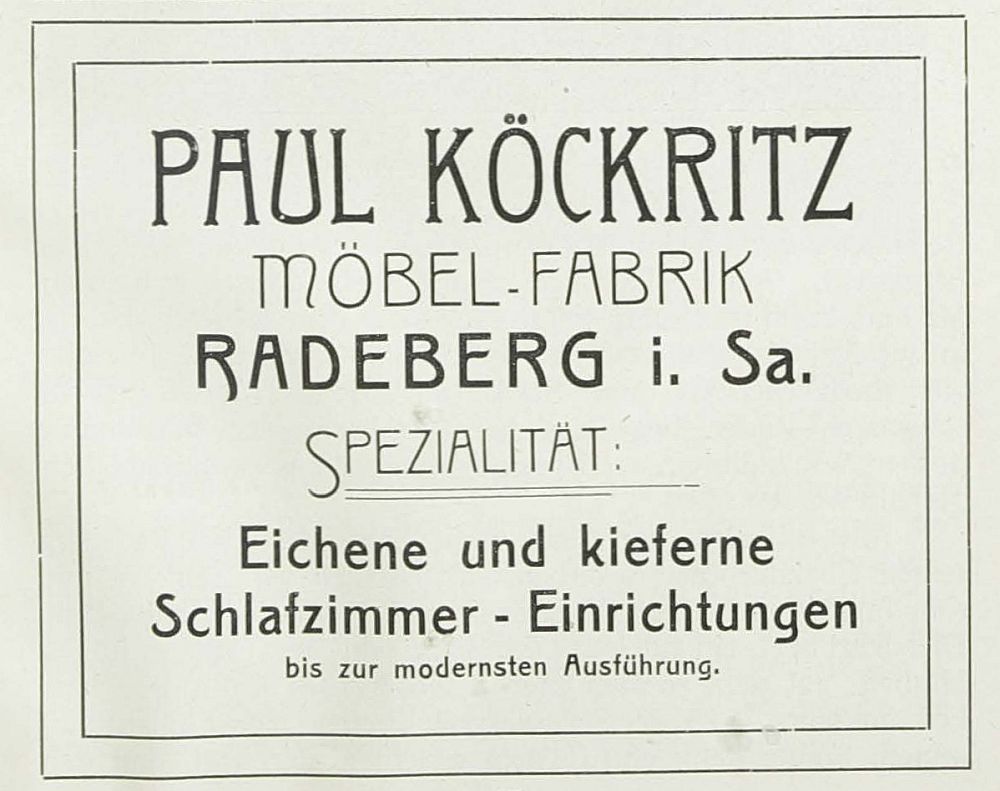 PAUL KÖCKRITZ
MÖBEL-FABRIK
RADEBERG i. Sa.
SPEZIALITÄT:
Eichene und kieferne
Schlafzimmer - Einrichtungen
bis zur modernsten Ausführung.